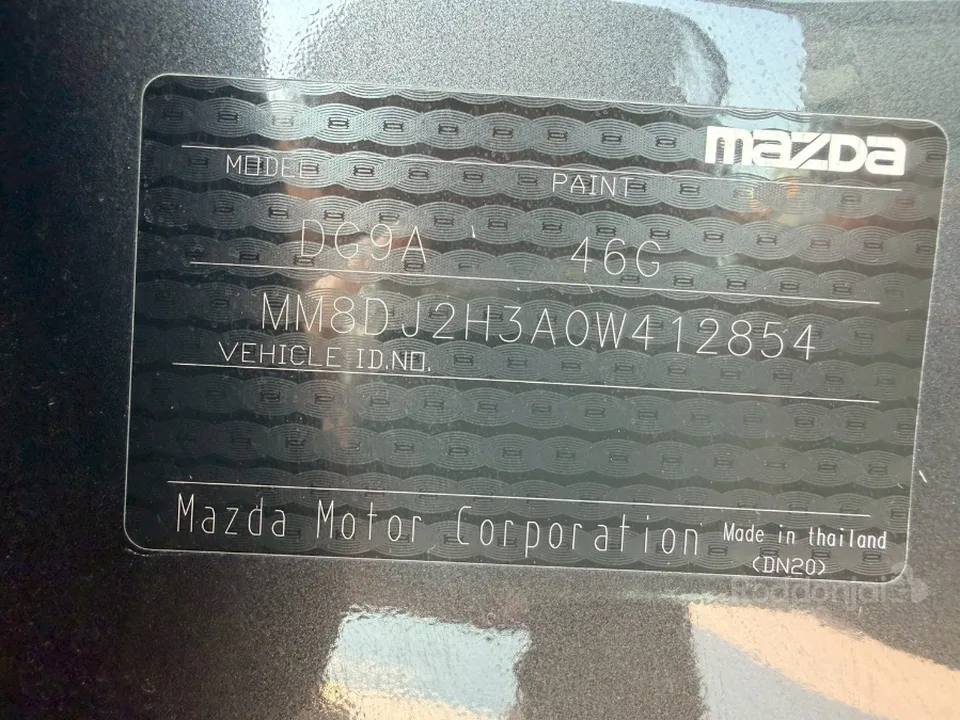 mazda
MODEL PAINT
DG9A 46G
MM8DJ2H3A0W412854
VEHICLE ID.NO.
Mazda Motor Corporation Made in thailand
(DN20)